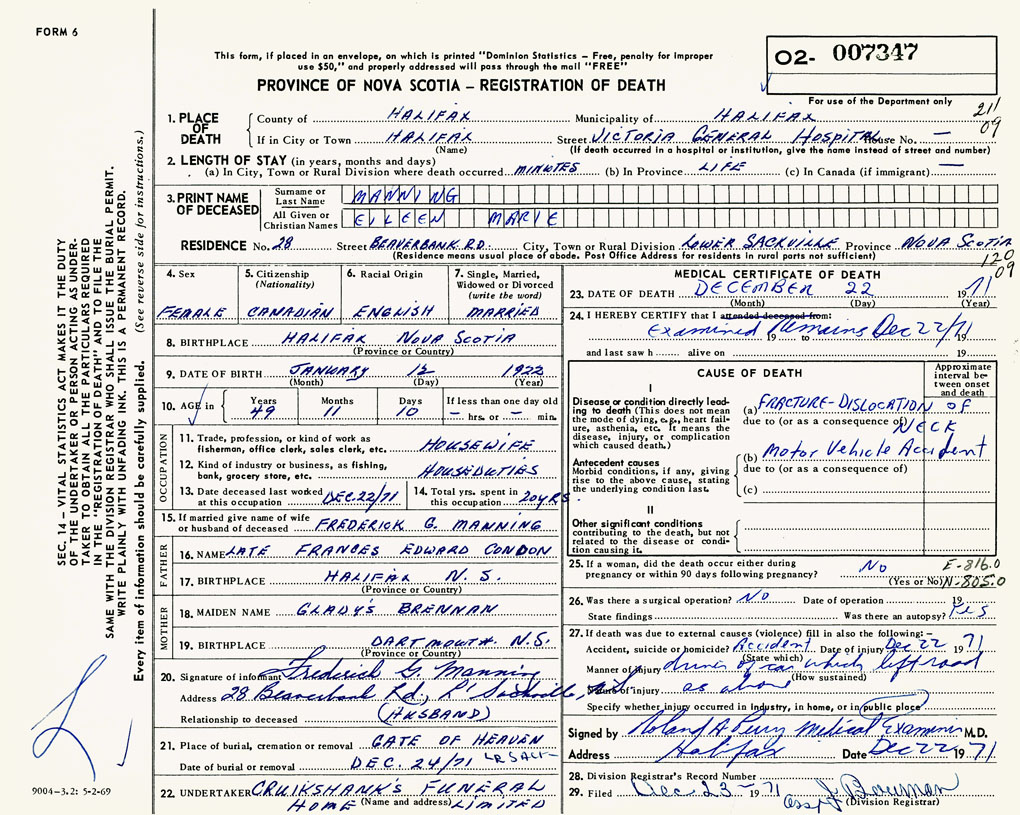 FORM 6
This form, if placed in an envelope, on which is printed "Dominion Statistics – Free, penalty for improper
use $50," and properly addressed will pass through the mail "FREE"
PROVINCE OF NOVA SCOTIA – REGISTRATION OF DEATH
O2- 007347
For use of the Department only
211
09
1. PLACE OF DEATH
County of HALIFAX Municipality of HALIFAX
If in City or Town HALIFAX Street VICTORIA GENERAL HOSPITAL House No. —
(Name) (If death occurred in a hospital or institution, give the name instead of street and number)
2. LENGTH OF STAY (in years, months and days)
(a) In City, Town or Rural Division where death occurred MINUTES (b) In Province LIFE (c) In Canada (if immigrant) —
3. PRINT NAME OF DECEASED
Surname or Last Name MANNING
All Given or Christian Names EILEEN MARIE
RESIDENCE No. 28 Street BEAVERBANK RD. City, Town or Rural Division LOWER SACKVILLE Province NOVA SCOTIA
(Residence means usual place of abode. Post Office Address for residents in rural parts not sufficient)
120
09
4. Sex FEMALE
5. Citizenship (Nationality) CANADIAN
6. Racial Origin ENGLISH
7. Single, Married, Widowed or Divorced (write the word) MARRIED
8. BIRTHPLACE HALIFAX NOVA SCOTIA
(Province or Country)
9. DATE OF BIRTH JANUARY 12 1922
(Month) (Day) (Year)
10. AGE in Years 49 Months 11 Days 10 If less than one day old — hrs. or — min.
OCCUPATION
11. Trade, profession, or kind of work as
fisherman, office clerk, sales clerk, etc. HOUSEWIFE
12. Kind of industry or business, as fishing,
bank, grocery store, etc. HOUSEDUTIES
13. Date deceased last worked at this occupation DEC.22/71
14. Total yrs. spent in this occupation 20YRS.
15. If married give name of wife
or husband of deceased FREDERICK G. MANNING
FATHER
16. NAME LATE FRANCES EDWARD CONDON
17. BIRTHPLACE HALIFAX N.S.
(Province or Country)
MOTHER
18. MAIDEN NAME GLADYS BRENNAN
19. BIRTHPLACE DARTMOUTH. N.S.
(Province or Country)
20. Signature of informant Frederick G. Manning
Address 28 Beaverbank Rd., Sackville,
Relationship to deceased (HUSBAND)
21. Place of burial, cremation or removal GATE OF HEAVEN
Date of burial or removal DEC. 24/71 LR SACK-
22. UNDERTAKER CRUIKSHANK'S FUNERAL
HOME (Name and address) LIMITED
MEDICAL CERTIFICATE OF DEATH
23. DATE OF DEATH DECEMBER 22 1971
(Month) (Day) (Year)
24. I HEREBY CERTIFY that I attended deceased from:
Examined Remains Dec 22/71
19 to 19
and last saw h alive on 19
CAUSE OF DEATH
Approximate interval between onset and death
I
Disease or condition directly leading to death (This does not mean the mode of dying, e.g., heart failure, asthenia, etc. It means the disease, injury, or complication which caused death.)
(a) FRACTURE-DISLOCATION OF
due to (or as a consequence of) NECK
Antecedent causes
Morbid conditions, if any, giving rise to the above cause, stating the underlying condition last.
(b) Motor Vehicle Accident
due to (or as a consequence of)
(c)
II
Other significant conditions
contributing to the death, but not related to the disease or condition causing it.
25. If a woman, did the death occur either during
pregnancy or within 90 days following pregnancy? No
(Yes or No)
E-816.0
N-805.0
26. Was there a surgical operation? NO Date of operation 19
State findings Was there an autopsy? Yes
27. If death was due to external causes (violence) fill in also the following:–
Accident, suicide or homicide? Accident Date of injury Dec 22 1971
(State which)
Manner of injury driver of car which left road
(How sustained)
Nature of injury as above
Specify whether injury occurred in industry, in home, or in public place
Signed by Roland A Perry Medical Examiner M.D.
Address Halifax Date Dec 22 1971
28. Division Registrar's Record Number
29. Filed Dec 23 – 1971
(Division Registrar)
SEC. 14 – VITAL STATISTICS ACT MAKES IT THE DUTY
OF THE UNDERTAKER OR PERSON ACTING AS UNDER-
TAKER TO OBTAIN ALL THE PARTICULARS REQUIRED
IN THE "REGISTRATION OF DEATH" AND TO FILE THE
SAME WITH THE DIVISION REGISTRAR WHO SHALL ISSUE THE BURIAL PERMIT.
WRITE PLAINLY WITH UNFADING INK. THIS IS A PERMANENT RECORD.
Every item of information should be carefully supplied. (See reverse side for instructions.)
9004-3.2: 5-2-69